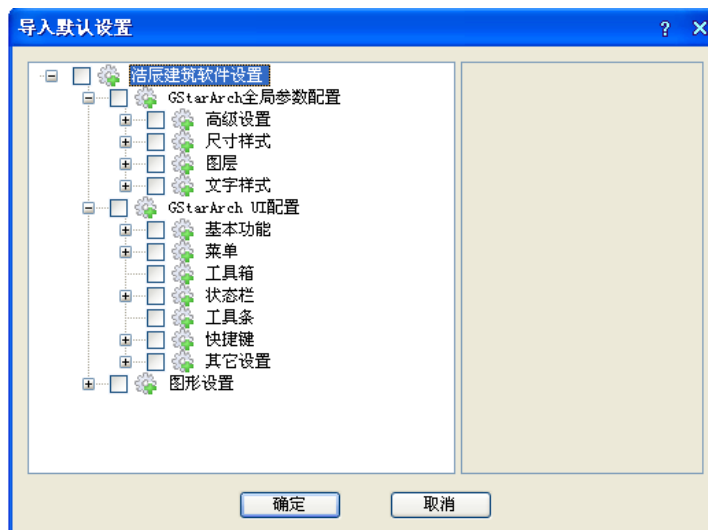 导入默认设置
浩辰建筑软件设置
GStarArch全局参数配置
高级设置
尺寸样式
图层
文字样式
GStarArch UI配置
基本功能
菜单
工具箱
状态栏
工具条
快捷键
其它设置
图形设置
确定 取消